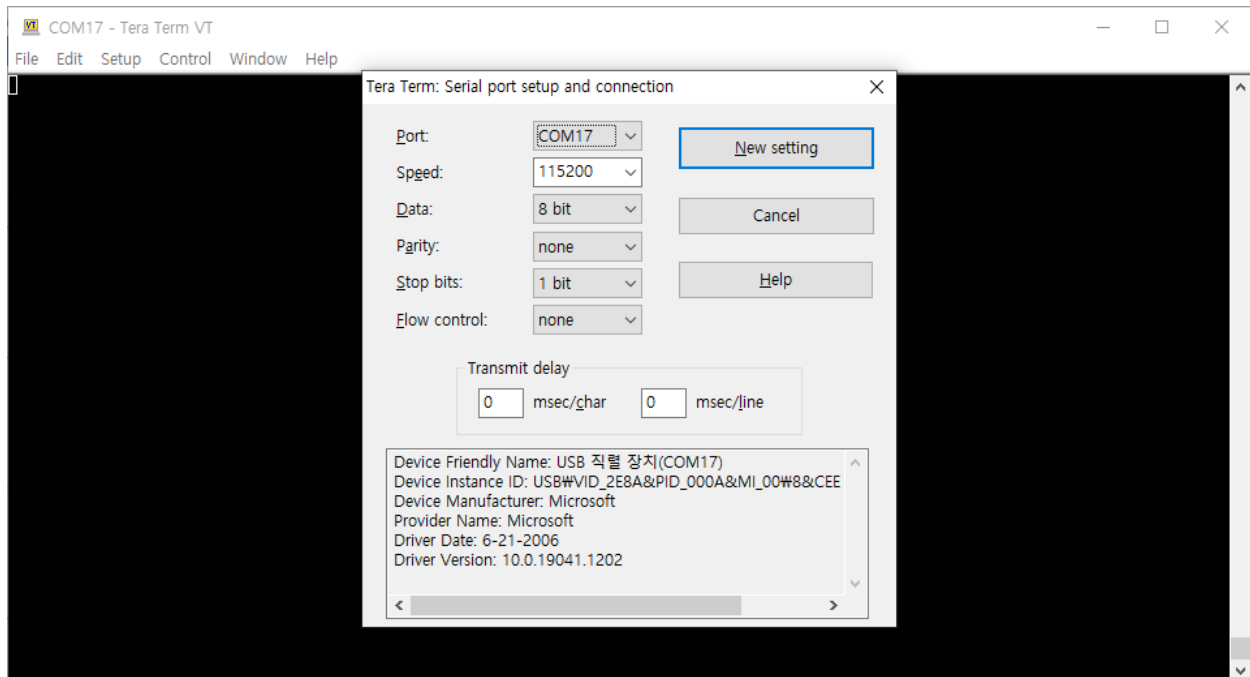 COM17 - Tera Term VT
File Edit Setup Control Window Help
Tera Term: Serial port setup and connection
Port: COM17
New setting
Speed: 115200
Data: 8 bit
Cancel
Parity: none
Stop bits: 1 bit
Help
Flow control: none
Transmit delay
0 msec/char 0 msec/line
Device Friendly Name: USB 직렬 장치(COM17)
Device Instance ID: USB₩VID_2E8A&PID_000A&MI_00₩8&CEE
Device Manufacturer: Microsoft
Provider Name: Microsoft
Driver Date: 6-21-2006
Driver Version: 10.0.19041.1202